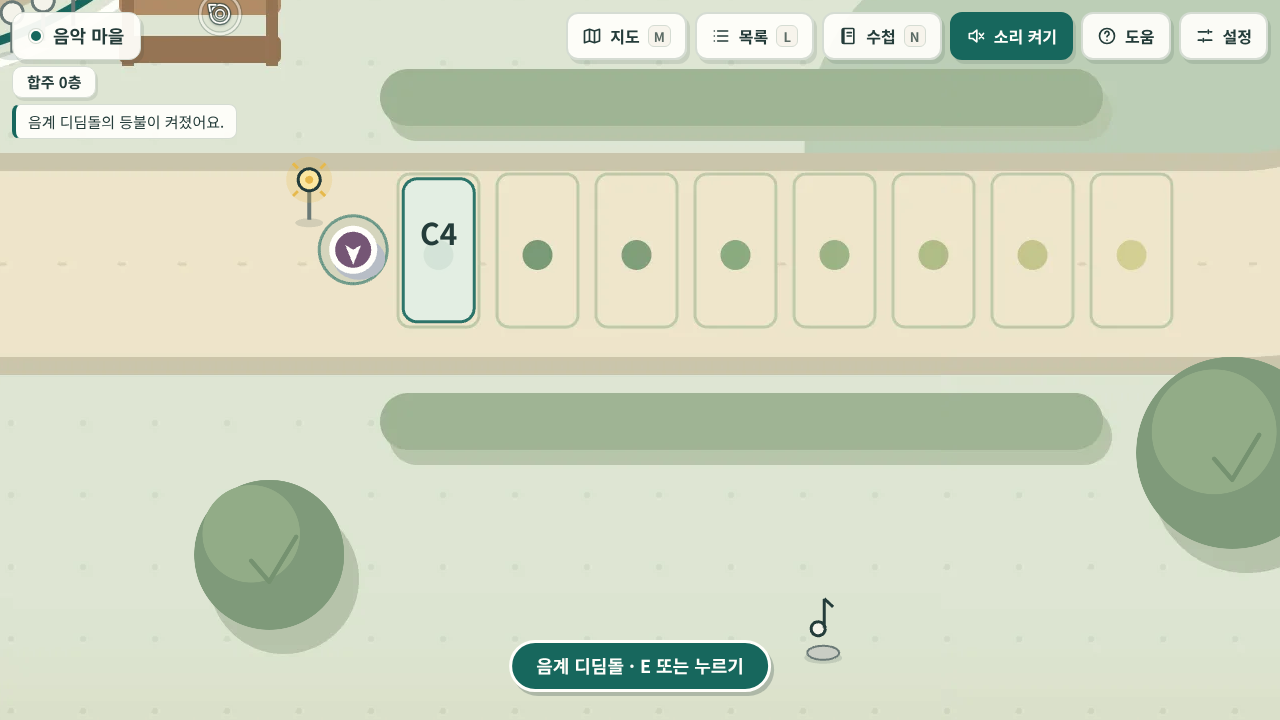 음악 마을
지도 M
목록 L
수첩 N
소리 켜기
도움
설정
합주 0층
음계 디딤돌의 등불이 켜졌어요.
C4
음계 디딤돌 · E 또는 누르기